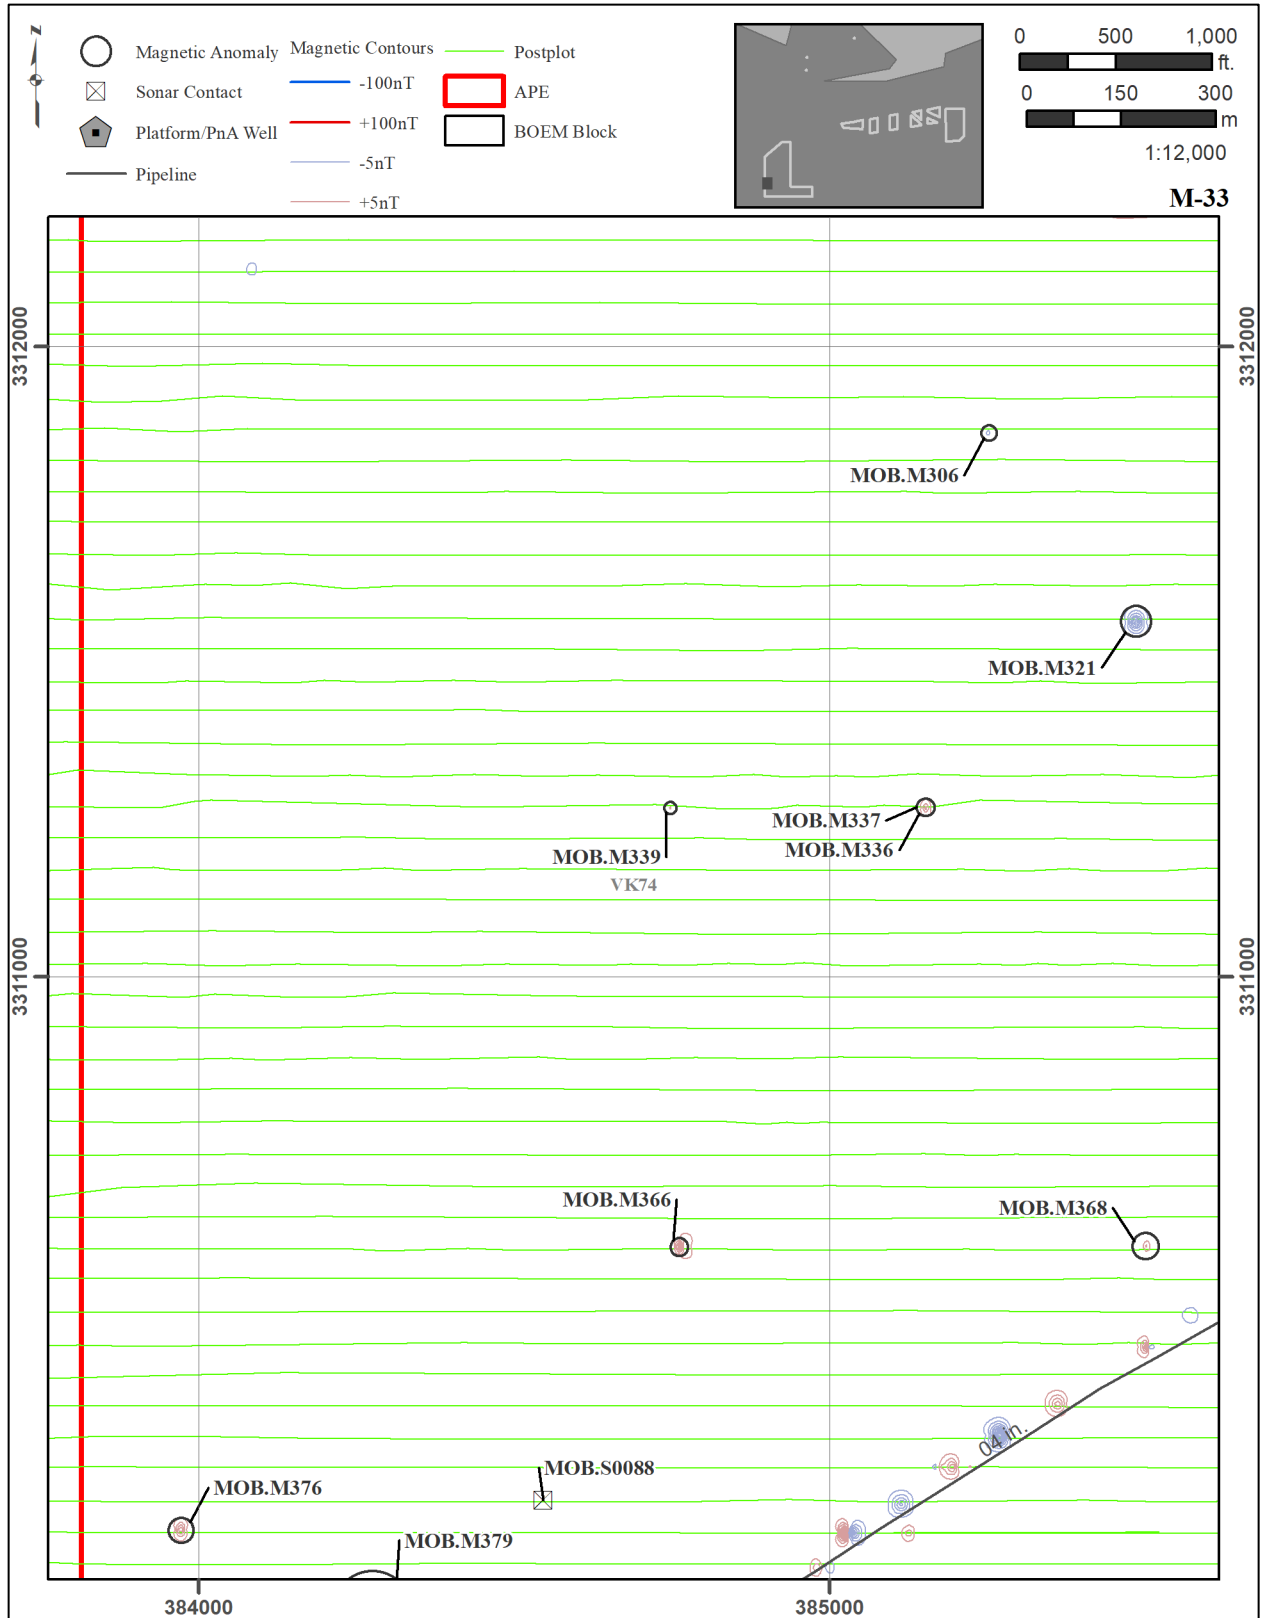 N
Magnetic Anomaly
Sonar Contact
Platform/PnA Well
Pipeline
Magnetic Contours
-100nT
+100nT
-5nT
+5nT
Postplot
APE
BOEM Block
0 500 1,000
ft.
0 150 300
m
1:12,000
M-33
3312000
3312000
MOB.M306
MOB.M321
MOB.M337
MOB.M336
MOB.M339
VK74
3311000
3311000
MOB.M366
MOB.M368
04 in.
MOB.S0088
MOB.M376
MOB.M379
384000
385000